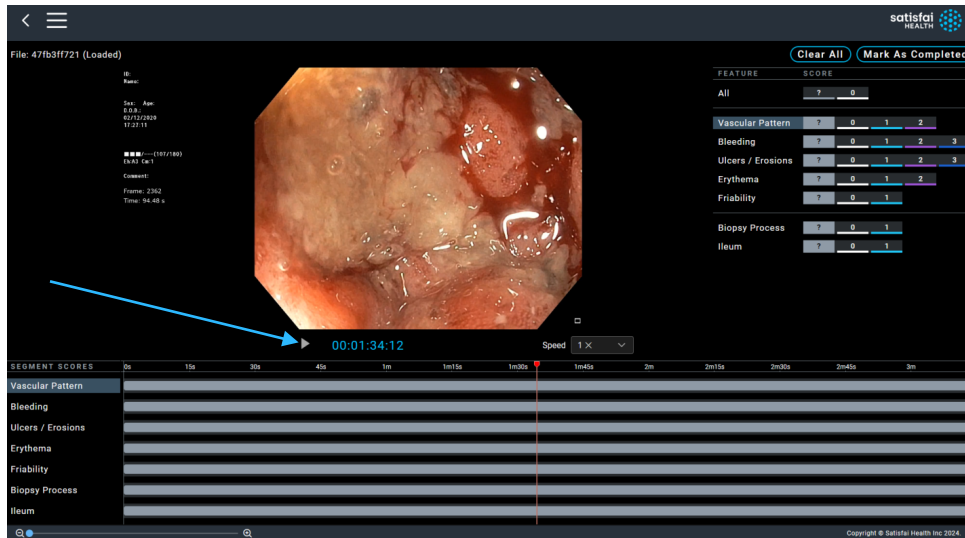 satisfai
HEALTH
File: 47fb3ff721 (Loaded)
Clear All
Mark As Completed
ID:
Name:
Sex: Age:
D.O.B.:
02/12/2020
17:27:11
■■■/---(107/180)
Eh:A3 Cm:1
Comment:
Frame: 2362
Time: 94.48 s
FEATURE SCORE
All ? 0
Vascular Pattern ? 0 1 2
Bleeding ? 0 1 2 3
Ulcers / Erosions ? 0 1 2 3
Erythema ? 0 1 2
Friability ? 0 1
Biopsy Process ? 0 1
Ileum ? 0 1
00:01:34:12
Speed 1×
SEGMENT SCORES 0s 15s 30s 45s 1m 1m15s 1m30s 1m45s 2m 2m15s 2m30s 2m45s 3m
Vascular Pattern
Bleeding
Ulcers / Erosions
Erythema
Friability
Biopsy Process
Ileum
Copyright © Satisfai Health Inc 2024.